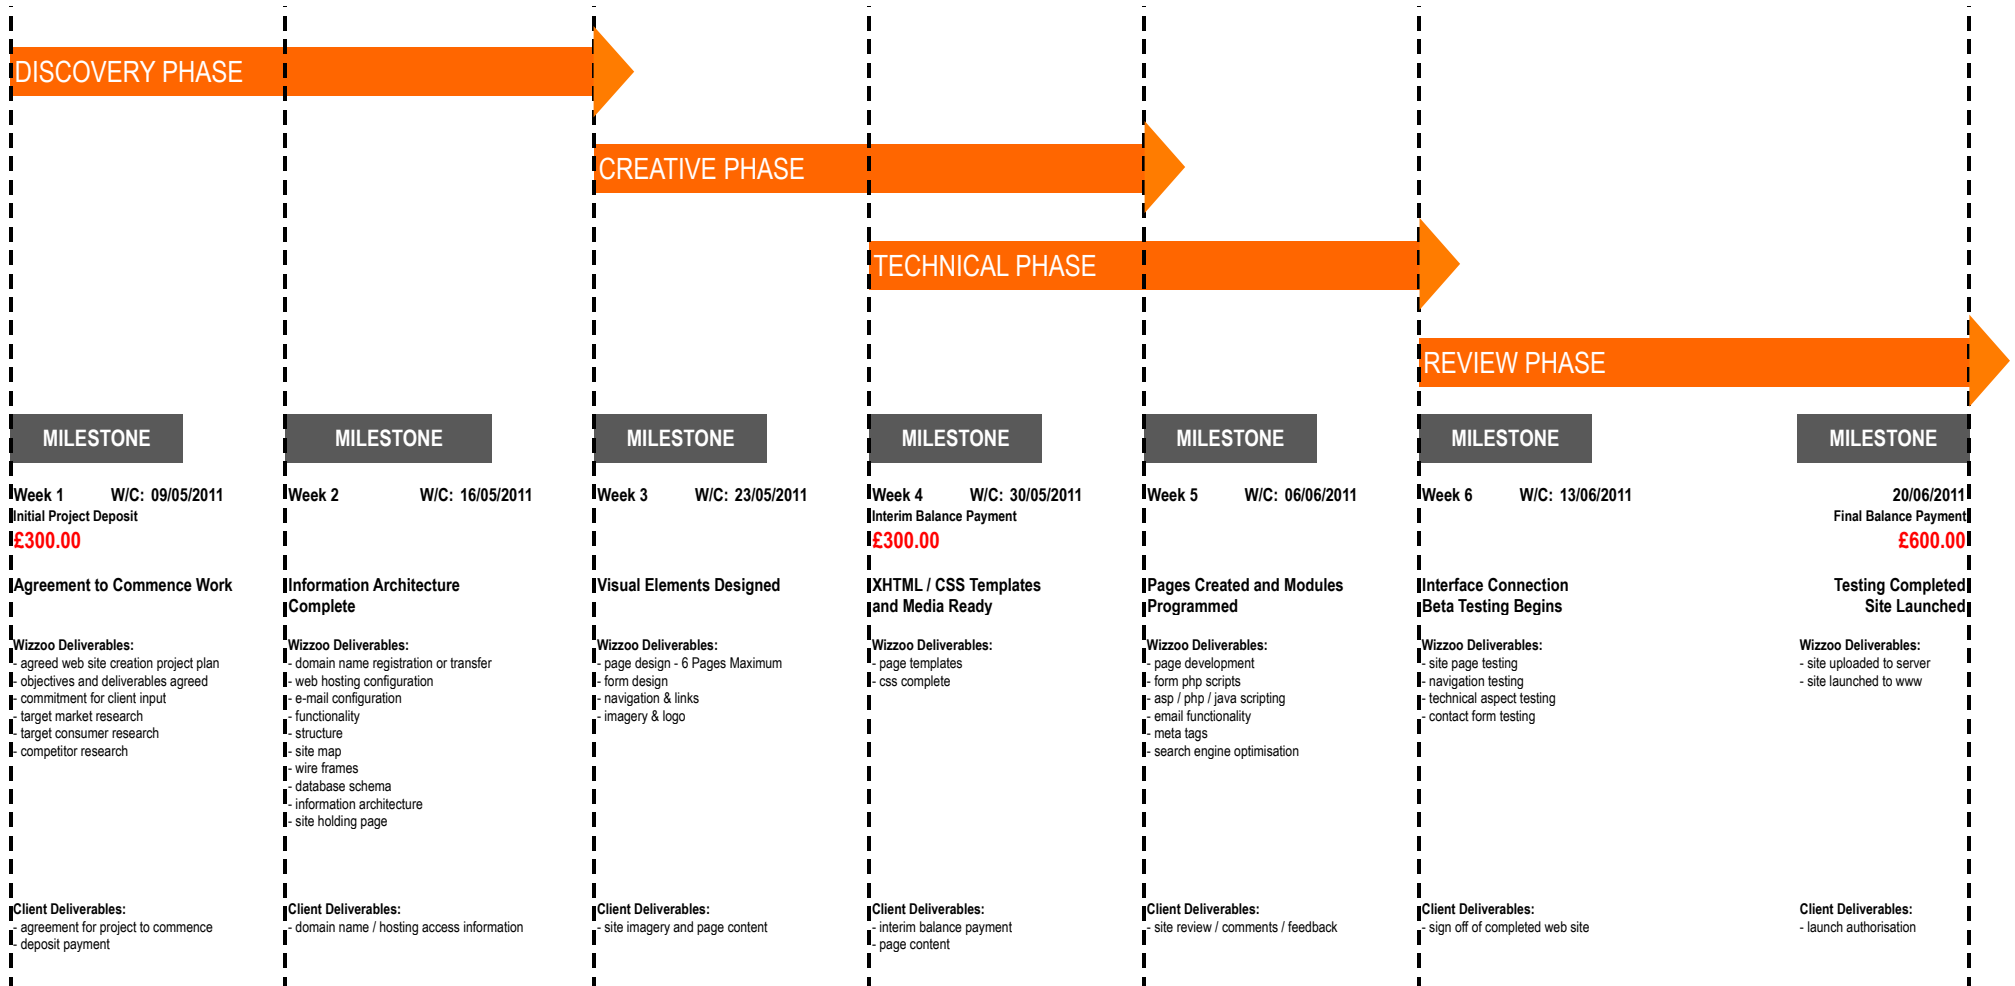 DISCOVERY PHASE
CREATIVE PHASE
TECHNICAL PHASE
REVIEW PHASE
MILESTONE
Week 1 W/C: 09/05/2011
Initial Project Deposit
£300.00
Agreement to Commence Work
Wizzoo Deliverables:
- agreed web site creation project plan
- objectives and deliverables agreed
- commitment for client input
- target market research
- target consumer research
- competitor research
Client Deliverables:
- agreement for project to commence
- deposit payment
MILESTONE
Week 2 W/C: 16/05/2011
Information Architecture
Complete
Wizzoo Deliverables:
- domain name registration or transfer
- web hosting configuration
- e-mail configuration
- functionality
- structure
- site map
- wire frames
- database schema
- information architecture
- site holding page
Client Deliverables:
- domain name / hosting access information
MILESTONE
Week 3 W/C: 23/05/2011
Visual Elements Designed
Wizzoo Deliverables:
- page design - 6 Pages Maximum
- form design
- navigation & links
- imagery & logo
Client Deliverables:
- site imagery and page content
MILESTONE
Week 4 W/C: 30/05/2011
Interim Balance Payment
£300.00
XHTML / CSS Templates
and Media Ready
Wizzoo Deliverables:
- page templates
- css complete
Client Deliverables:
- interim balance payment
- page content
MILESTONE
Week 5 W/C: 06/06/2011
Pages Created and Modules
Programmed
Wizzoo Deliverables:
- page development
- form php scripts
- asp / php / java scripting
- email functionality
- meta tags
- search engine optimisation
Client Deliverables:
- site review / comments / feedback
MILESTONE
Week 6 W/C: 13/06/2011
Interface Connection
Beta Testing Begins
Wizzoo Deliverables:
- site page testing
- navigation testing
- technical aspect testing
- contact form testing
Client Deliverables:
- sign off of completed web site
MILESTONE
20/06/2011
Final Balance Payment
£600.00
Testing Completed
Site Launched
Wizzoo Deliverables:
- site uploaded to server
- site launched to www
Client Deliverables:
- launch authorisation